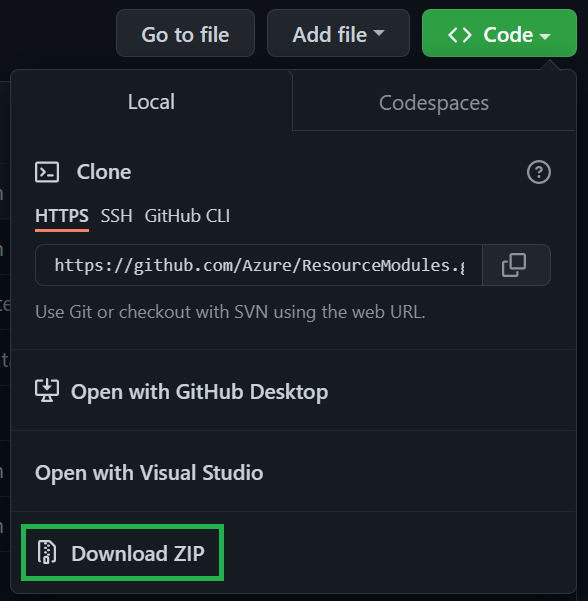 Go to file
Add file
<> Code
Local
Codespaces
Clone
HTTPS SSH GitHub CLI
https://github.com/Azure/ResourceModules.g
Use Git or checkout with SVN using the web URL.
Open with GitHub Desktop
Open with Visual Studio
Download ZIP